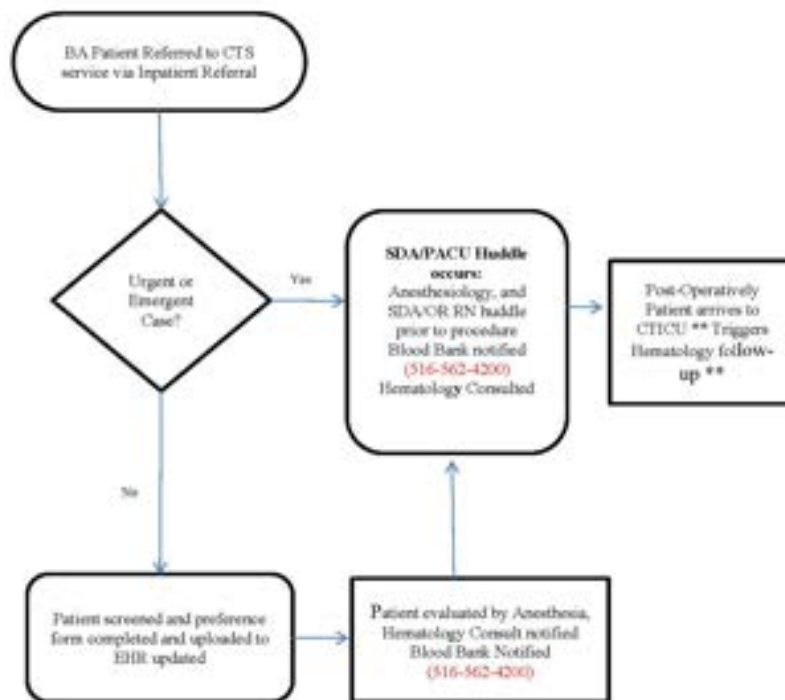 BA Patient Referred to CTS
service via Inpatient Referral
Urgent or
Emergent
Case?
Yes
SDA/PACU Huddle
occurs:
Anesthesiology, and
SDA/OR RN huddle
prior to procedure
Blood Bank notified
(516-562-4200)
Hematology Consulted
Post-Operatively
Patient arrives to
CTICU ** Triggers
Hematology follow-
up **
No
Patient screened and preference
form completed and uploaded to
EHR updated
Patient evaluated by Anesthesia,
Hematology Consult notified
Blood Bank Notified
(516-562-4200)